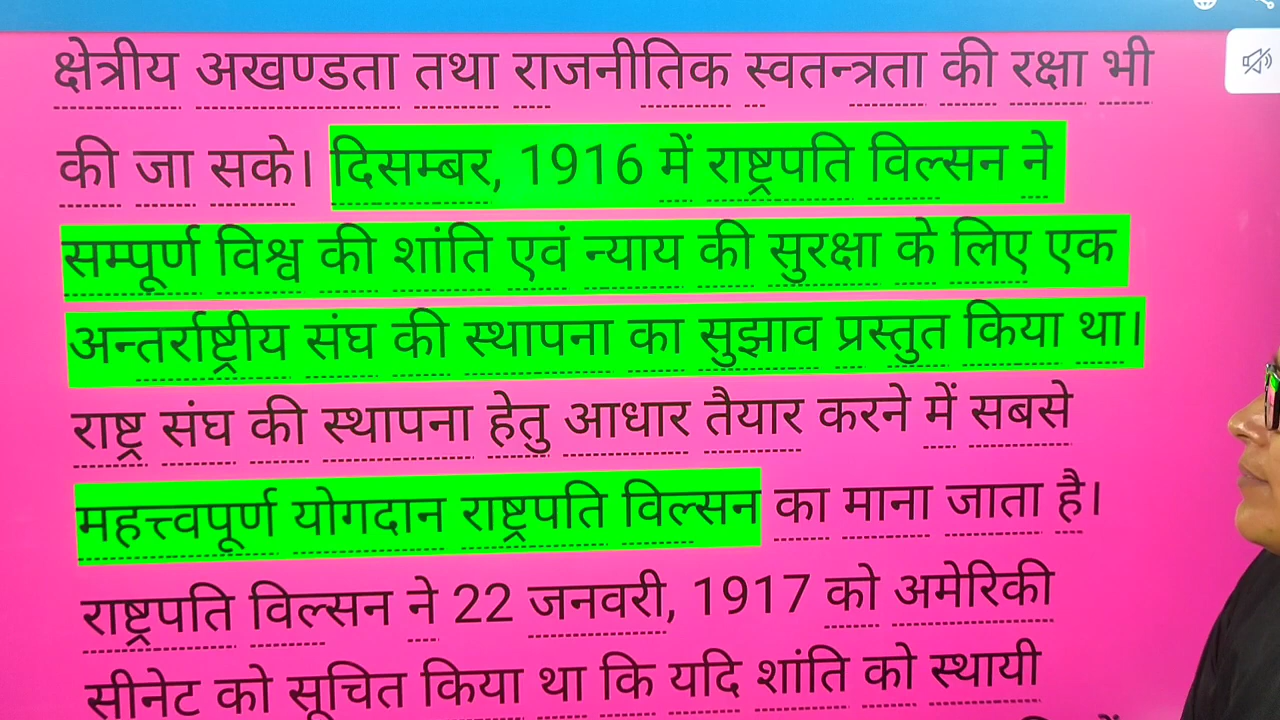 क्षेत्रीय अखण्डता तथा राजनीतिक स्वतन्त्रता की रक्षा भी
की जा सके। दिसम्बर, 1916 में राष्ट्रपति विल्सन ने
सम्पूर्ण विश्व की शांति एवं न्याय की सुरक्षा के लिए एक
अन्तर्राष्ट्रीय संघ की स्थापना का सुझाव प्रस्तुत किया था।
राष्ट्र संघ की स्थापना हेतु आधार तैयार करने में सबसे
महत्त्वपूर्ण योगदान राष्ट्रपति विल्सन का माना जाता है।
राष्ट्रपति विल्सन ने 22 जनवरी, 1917 को अमेरिकी
सीनेट को सूचित किया था कि यदि शांति को स्थायी